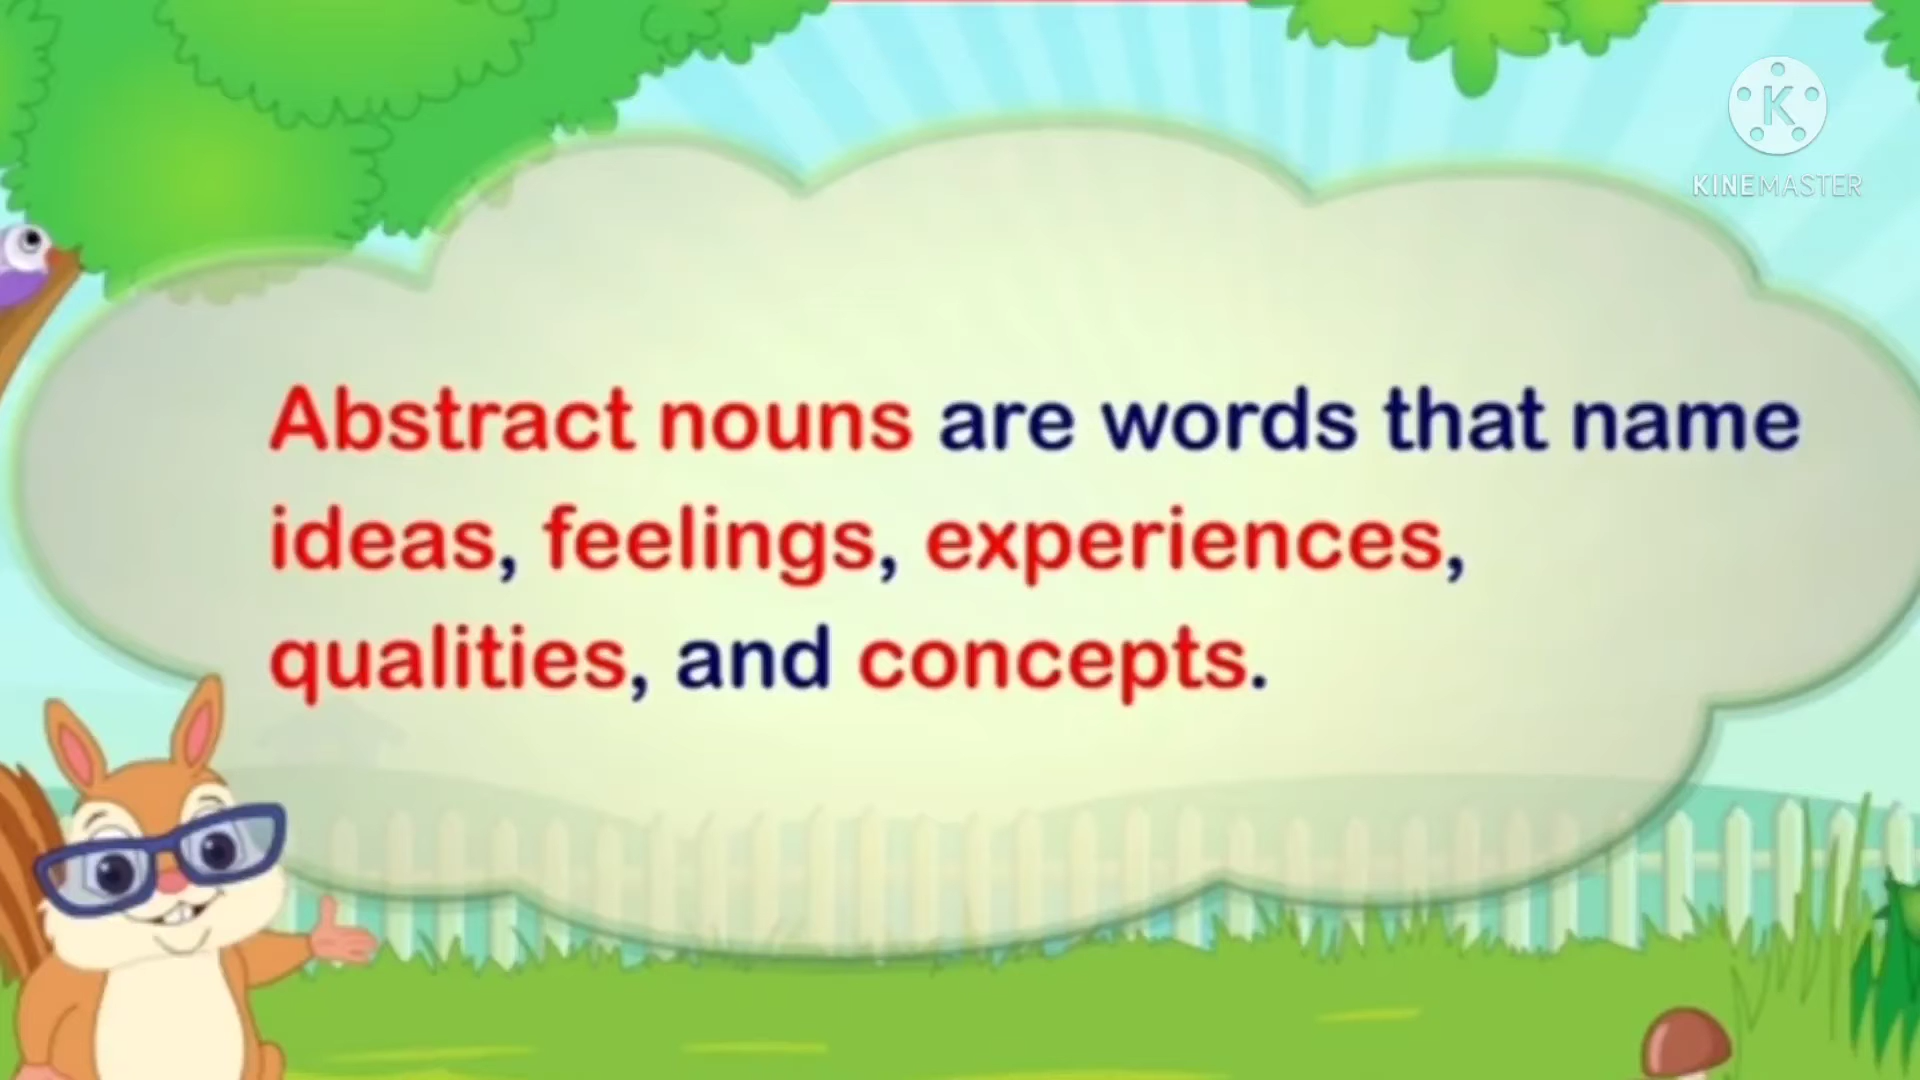 K
KINEMASTER
Abstract nouns are words that name
ideas, feelings, experiences,
qualities, and concepts.